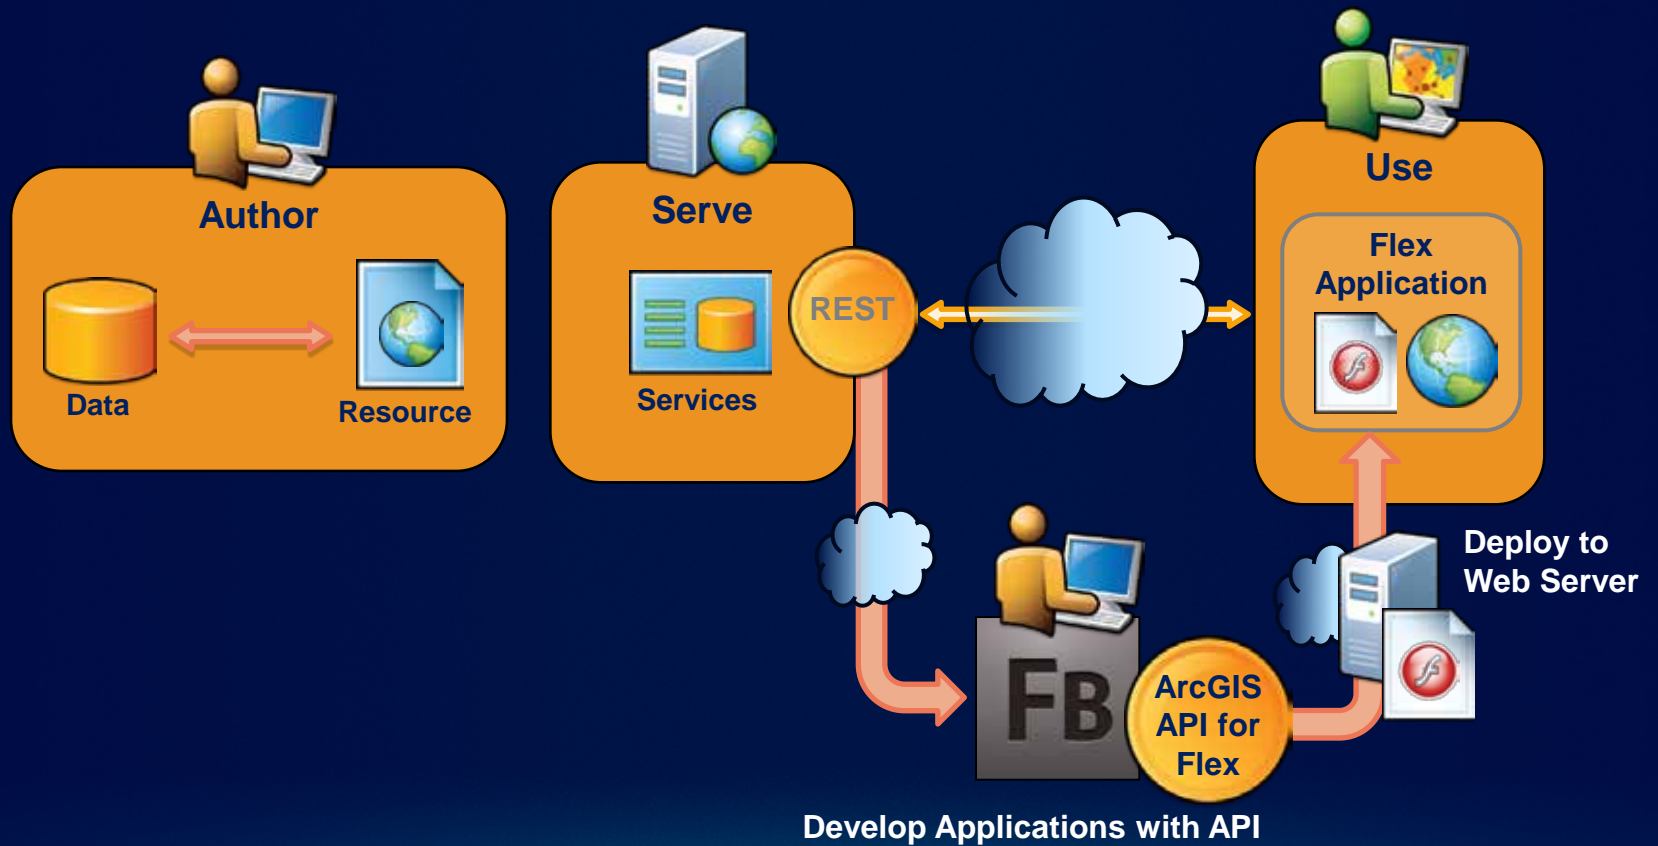 Author
Data
Resource
Serve
Services
REST
Use
Flex
Application
Deploy to
Web Server
FB
ArcGIS
API for
Flex
Develop Applications with API